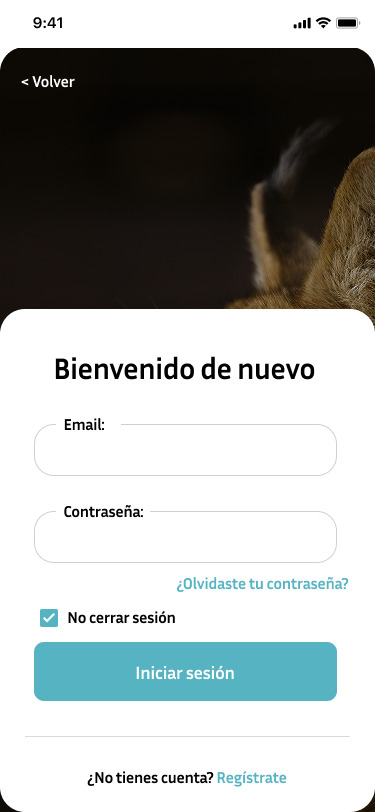 9:41
< Volver
Bienvenido de nuevo
Email:
Contraseña:
¿Olvidaste tu contraseña?
No cerrar sesión
Iniciar sesión
¿No tienes cuenta? Regístrate